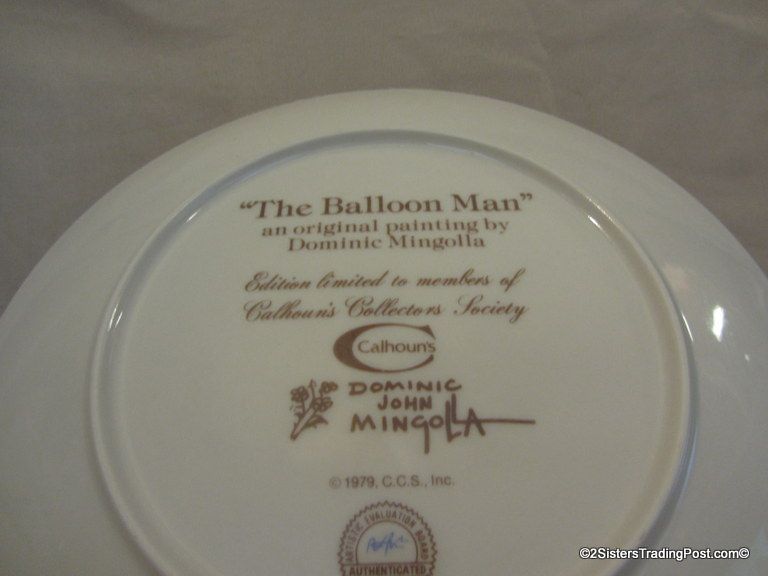 “The Balloon Man”
an original painting by
Dominic Mingolla
Edition limited to members of
Calhoun's Collectors Society
Calhoun's
DOMINIC
JOHN
MINGOLLA
© 1979, C.C.S., Inc.
ARTISTIC EVALUATION BOARD
AUTHENTICATED
©2SistersTradingPost.com©